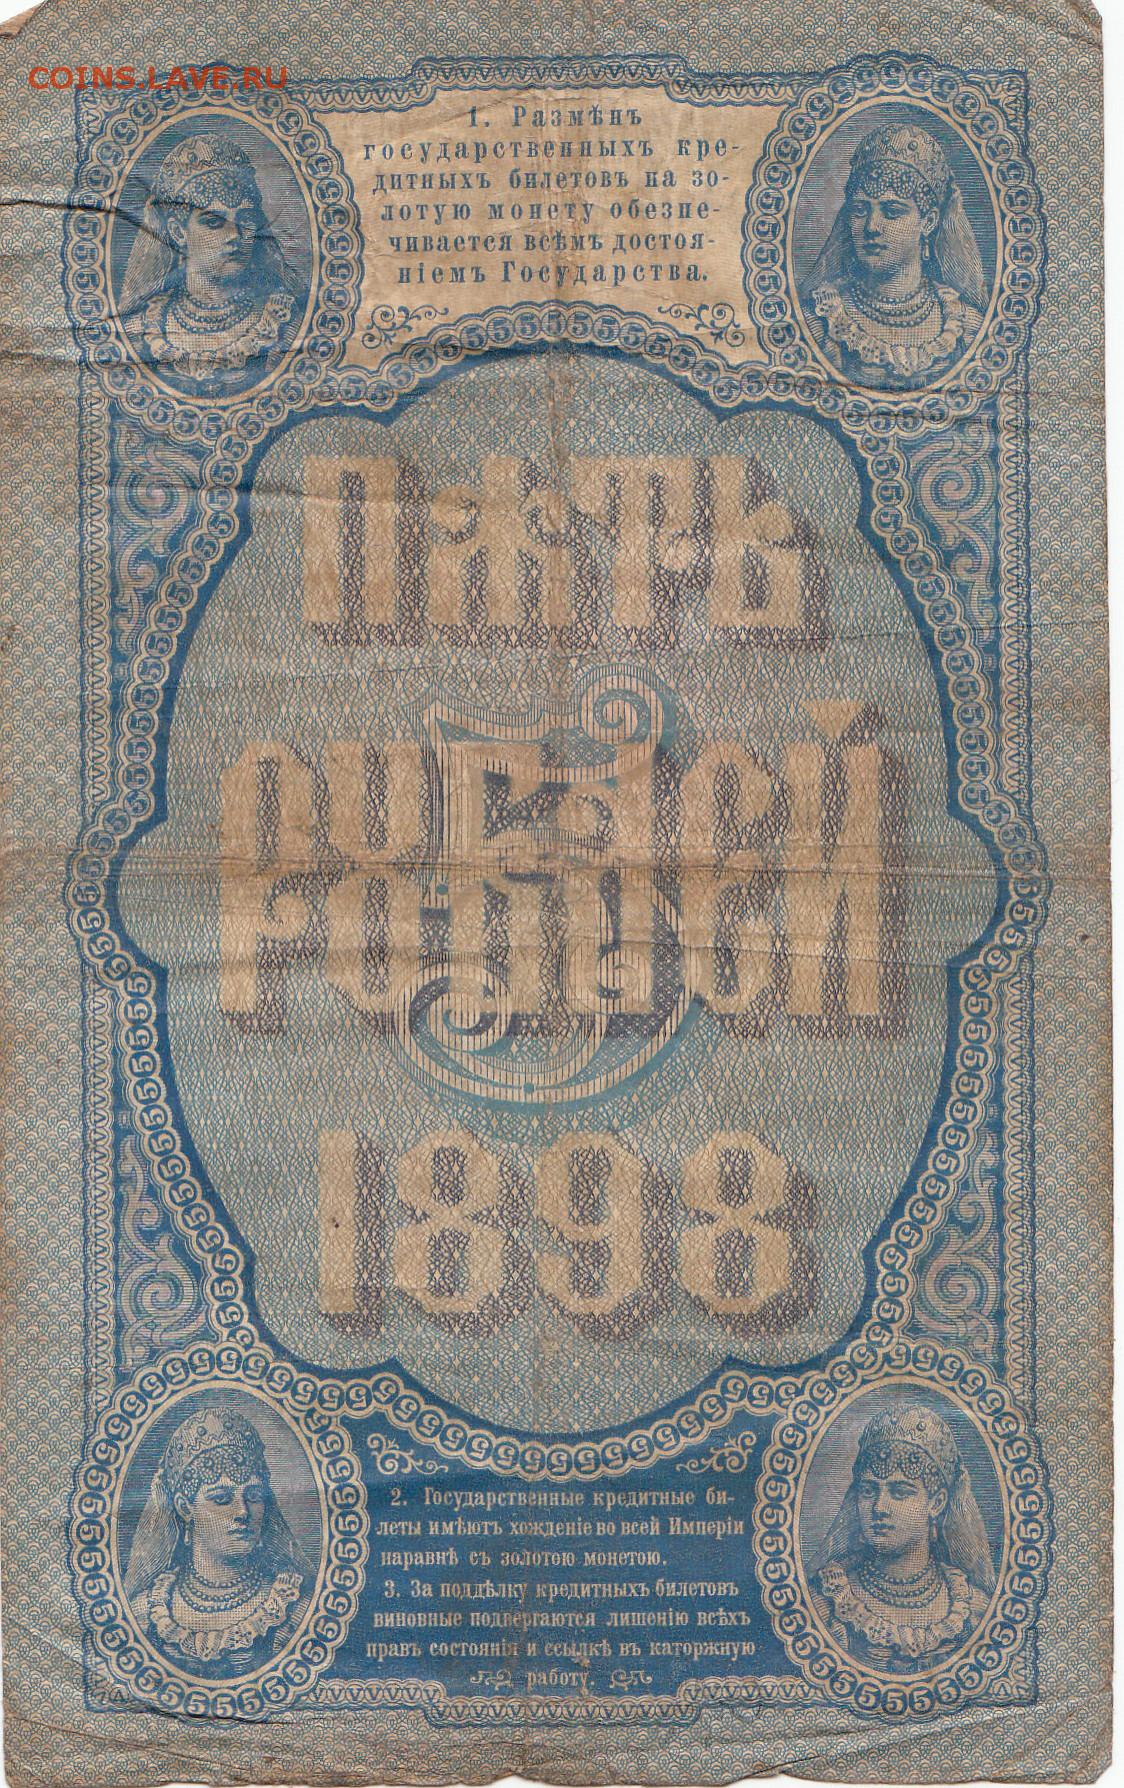 COINS.LAVE.RU
1. Размѣнъ
государственныхъ кре-
дитныхъ билетовъ на зо-
лотую монету обезпе-
чивается всѣмъ достоя-
ніемъ Государства.
ПЯТЬ
5
РУБЛЕЙ
1898
2. Государственные кредитные би-
леты имѣютъ хожденіе во всей Имперіи
наравнѣ съ золотою монетою.
3. За поддѣлку кредитныхъ билетовъ
виновные подвергаются лишенію всѣхъ
правъ состоянія и ссылкѣ въ каторжную
работу.